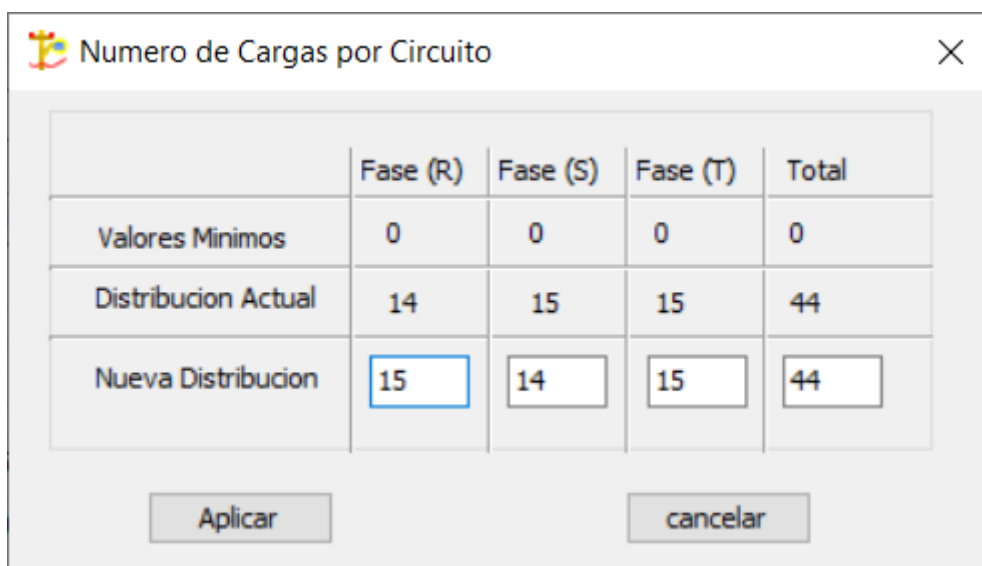 Numero de Cargas por Circuito
Fase (R) Fase (S) Fase (T) Total
Valores Minimos 0 0 0 0
Distribucion Actual 14 15 15 44
Nueva Distribucion 15 14 15 44
Aplicar cancelar